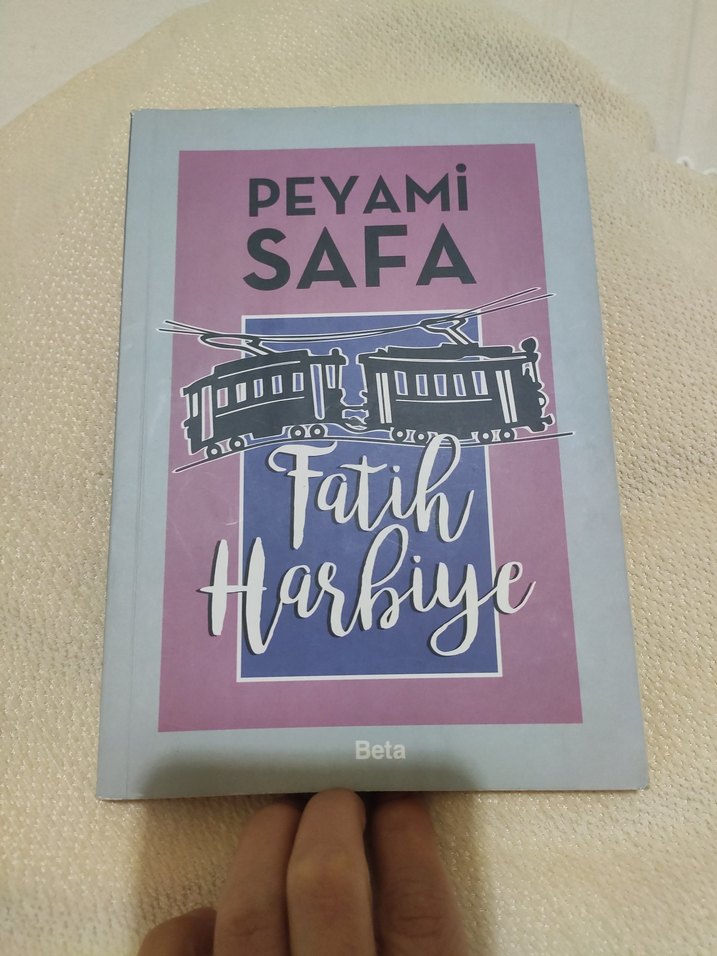 PEYAMİ
SAFA
Fatih
Harbiye
Beta